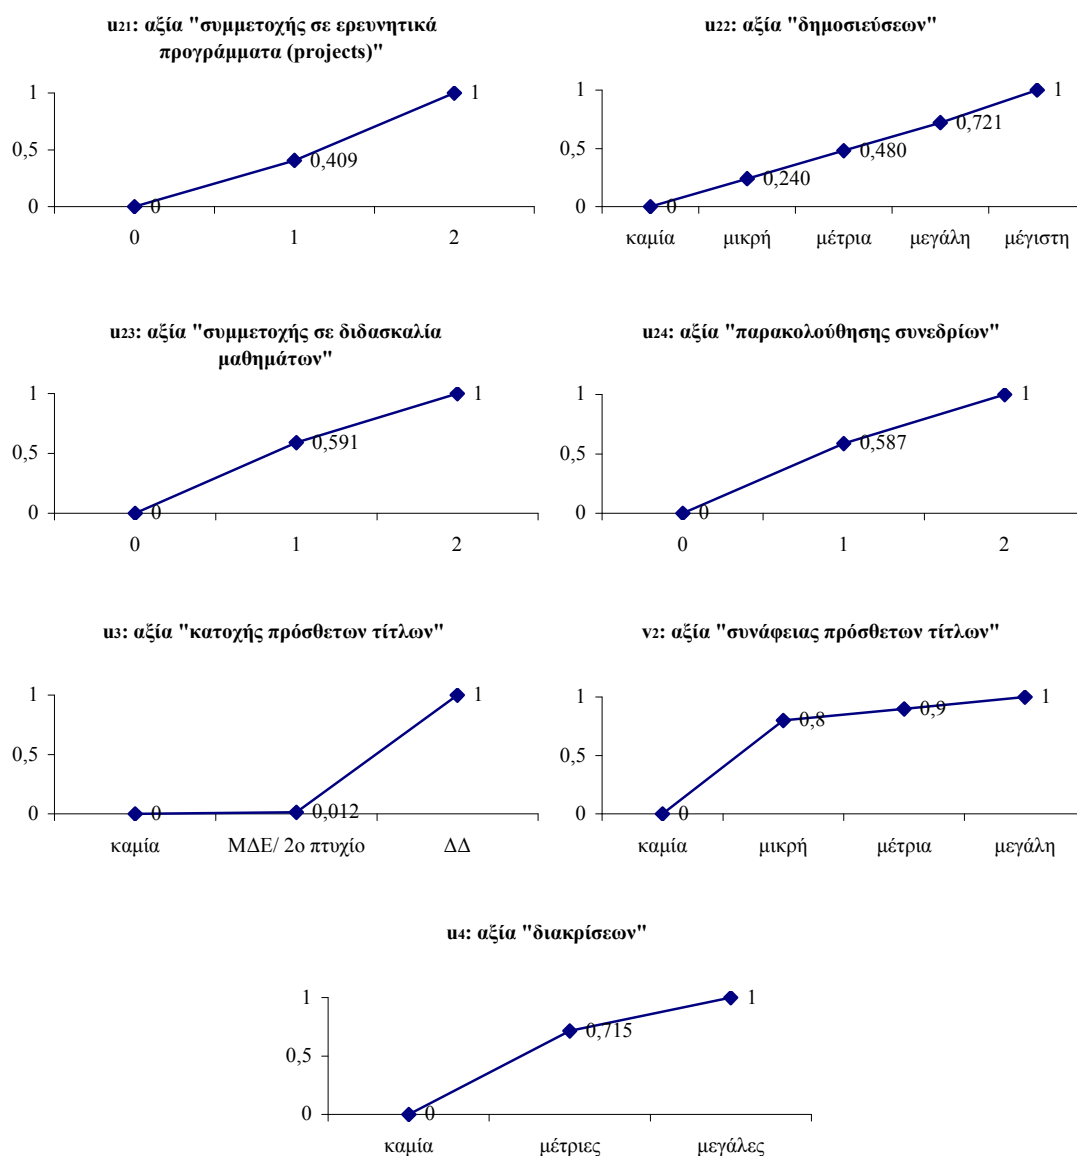 u21: αξία "συμμετοχής σε ερευνητικά
προγράμματα (projects)"
1
0,5
0
0
0,409
1
0
1
2
u22: αξία "δημοσιεύσεων"
1
0,5
0
0
0,240
0,480
0,721
1
καμία
μικρή
μέτρια
μεγάλη
μέγιστη
u23: αξία "συμμετοχής σε διδασκαλία
μαθημάτων"
1
0,5
0
0
0,591
1
0
1
2
u24: αξία "παρακολούθησης συνεδρίων"
1
0,5
0
0
0,587
1
0
1
2
u3: αξία "κατοχής πρόσθετων τίτλων"
1
0,5
0
0
0,012
1
καμία
ΜΔΕ/ 2ο πτυχίο
ΔΔ
v2: αξία "συνάφειας πρόσθετων τίτλων"
1
0,5
0
0
0,8
0,9
1
καμία
μικρή
μέτρια
μεγάλη
u4: αξία "διακρίσεων"
1
0,5
0
0
0,715
1
καμία
μέτριες
μεγάλες